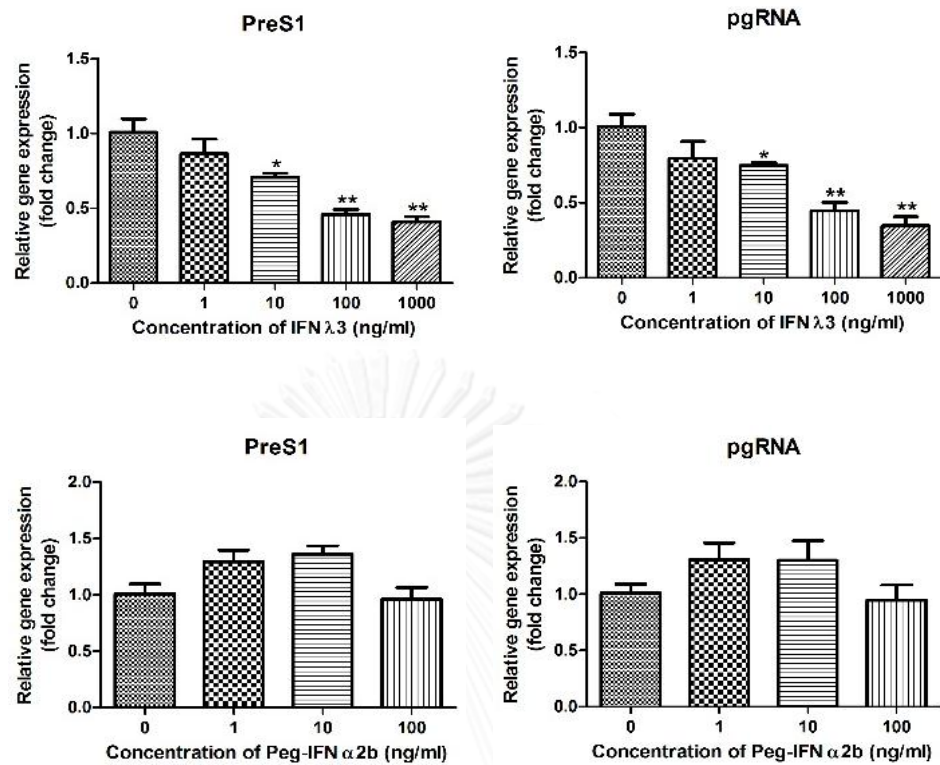 PreS1
Relative gene expression
(fold change)
1.5
1.0
0.5
0.0
*
**
**
0 1 10 100 1000
Concentration of IFN λ3 (ng/ml)
pgRNA
Relative gene expression
(fold change)
1.5
1.0
0.5
0.0
*
**
**
0 1 10 100 1000
Concentration of IFN λ3 (ng/ml)
PreS1
Relative gene expression
(fold change)
2.0
1.5
1.0
0.5
0.0
0 1 10 100
Concentration of Peg-IFN α2b (ng/ml)
pgRNA
Relative gene expression
(fold change)
2.0
1.5
1.0
0.5
0.0
0 1 10 100
Concentration of Peg-IFN α2b (ng/ml)